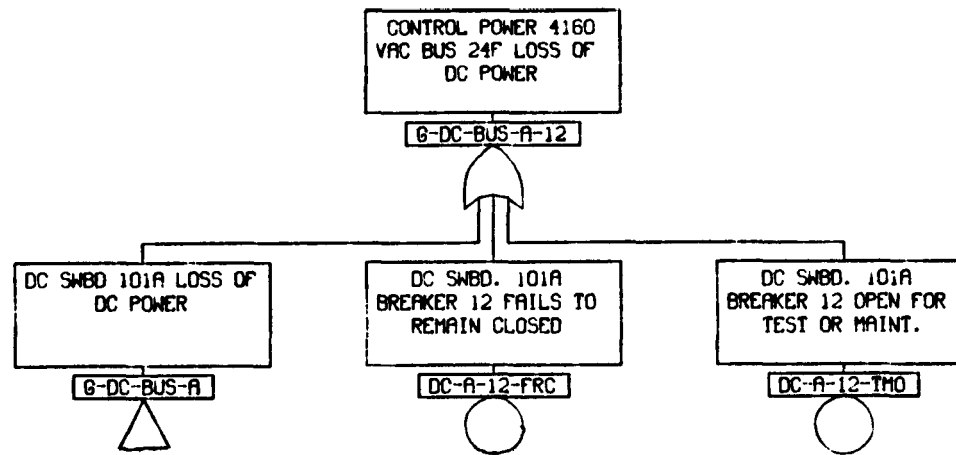 CONTROL POWER 4160
VAC BUS 24F LOSS OF
DC POWER
G-DC-BUS-A-12
DC SWBD 101A LOSS OF
DC POWER
G-DC-BUS-A
DC SWBD. 101A
BREAKER 12 FAILS TO
REMAIN CLOSED
DC-A-12-FRC
DC SWBD. 101A
BREAKER 12 OPEN FOR
TEST OR MAINT.
DC-A-12-TMO